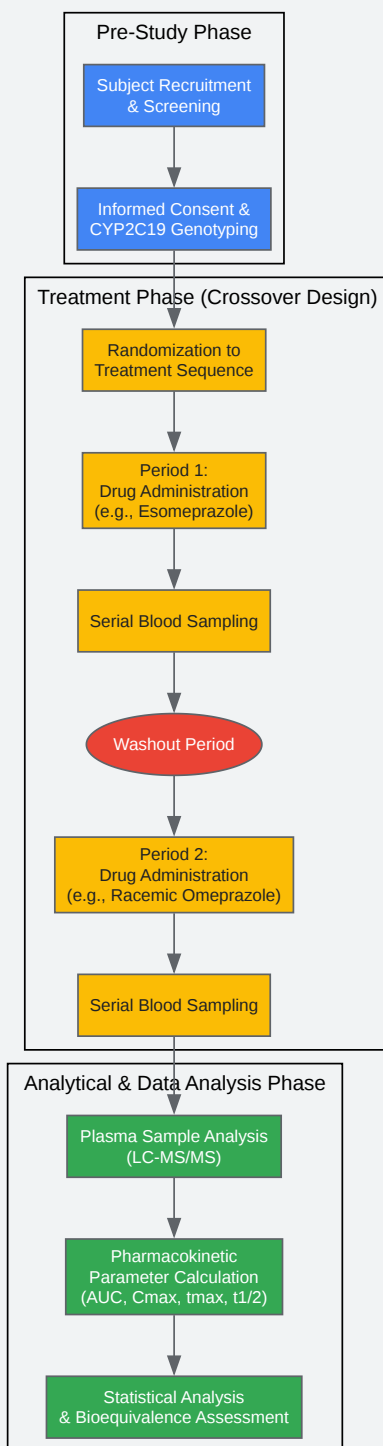 Pre-Study Phase
Subject Recruitment
& Screening
Informed Consent &
CYP2C19 Genotyping
Treatment Phase (Crossover Design)
Randomization to
Treatment Sequence
Period 1:
Drug Administration
(e.g., Esomeprazole)
Serial Blood Sampling
Washout Period
Period 2:
Drug Administration
(e.g., Racemic Omeprazole)
Serial Blood Sampling
Analytical & Data Analysis Phase
Plasma Sample Analysis
(LC-MS/MS)
Pharmacokinetic
Parameter Calculation
(AUC, Cmax, tmax, t1/2)
Statistical Analysis
& Bioequivalence Assessment